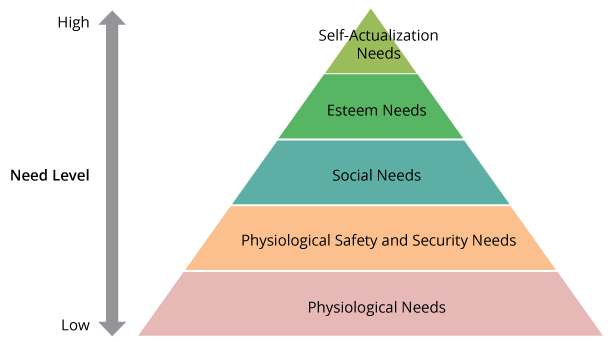 High
Self-Actualization
Needs
Esteem Needs
Need Level
Social Needs
Physiological Safety and Security Needs
Physiological Needs
Low